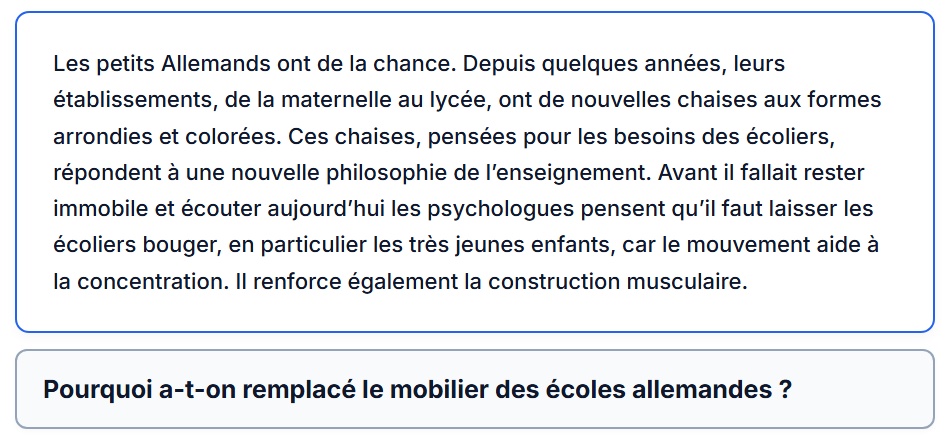 Les petits Allemands ont de la chance. Depuis quelques années, leurs
établissements, de la maternelle au lycée, ont de nouvelles chaises aux formes
arrondies et colorées. Ces chaises, pensées pour les besoins des écoliers,
répondent à une nouvelle philosophie de l’enseignement. Avant il fallait rester
immobile et écouter aujourd’hui les psychologues pensent qu’il faut laisser les
écoliers bouger, en particulier les très jeunes enfants, car le mouvement aide à
la concentration. Il renforce également la construction musculaire.
Pourquoi a-t-on remplacé le mobilier des écoles allemandes ?